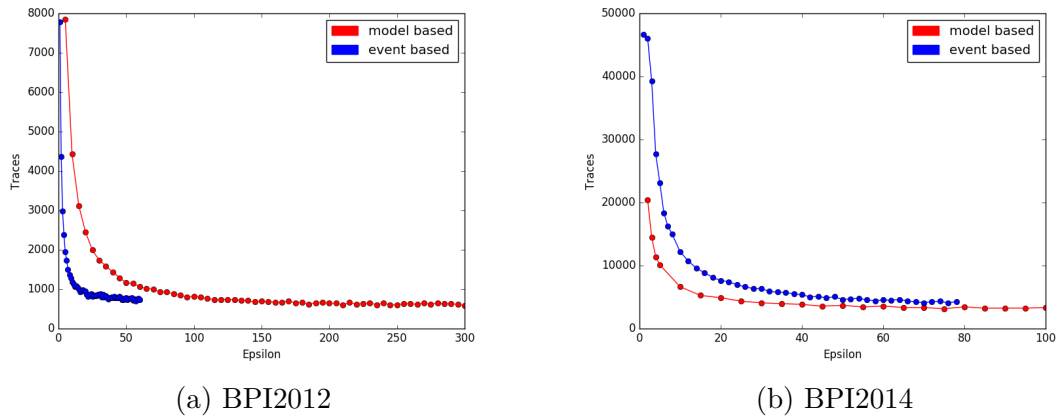 8000
7000
6000
5000
4000
3000
2000
1000
0
Traces
0 50 100 150 200 250 300
Epsilon
model based
event based
(a) BPI2012
50000
40000
30000
20000
10000
0
Traces
0 20 40 60 80 100
Epsilon
model based
event based
(b) BPI2014